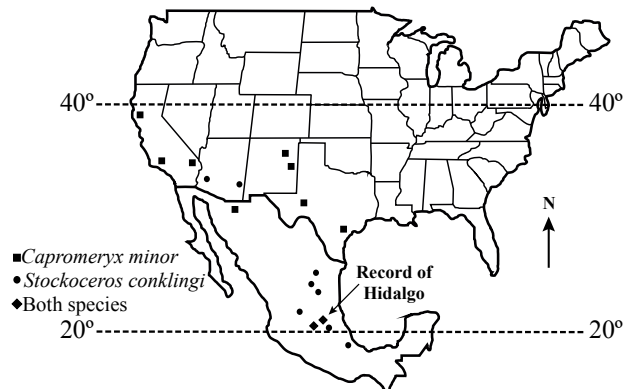 40º 40º
N
■ Capromeryx minor
● Stockoceros conklingi
◆ Both species
Record of
Hidalgo
20º 20º